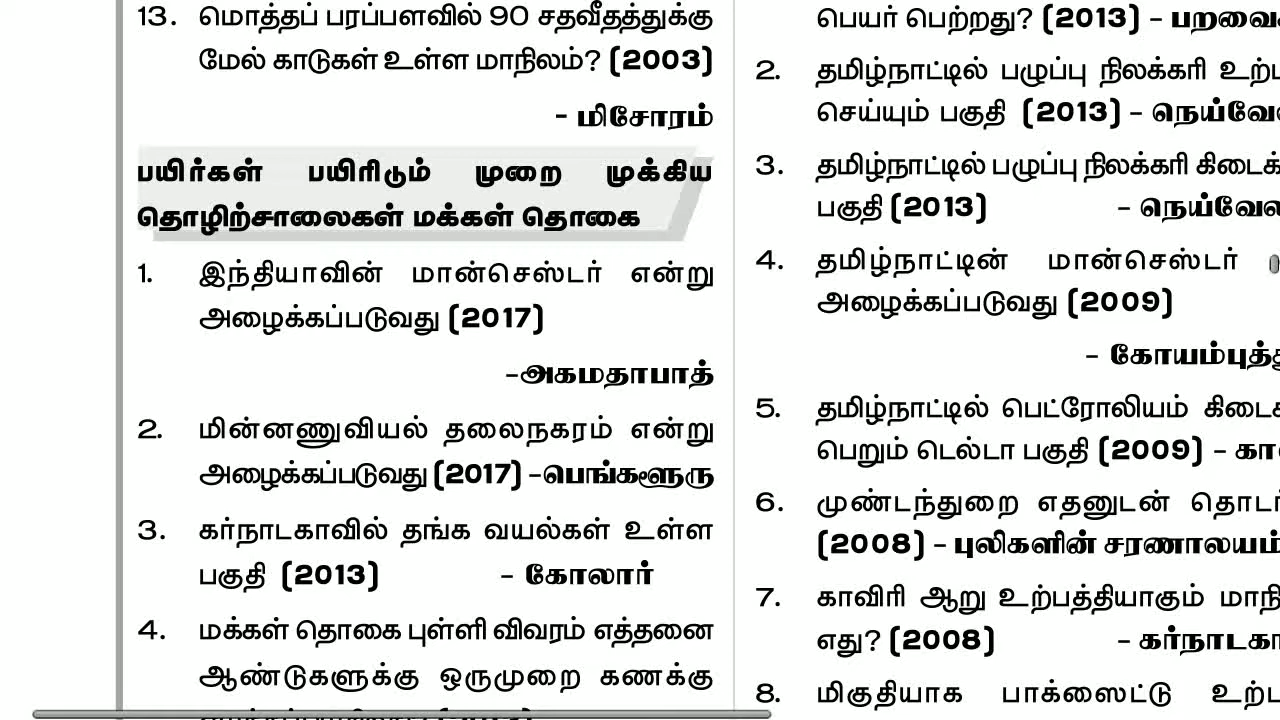 13. மொத்தப் பரப்பளவில் 90 சதவீதத்துக்கு
மேல் காடுகள் உள்ள மாநிலம்? (2003)
- மிசோரம்
பயிர்கள் பயிரிடும் முறை முக்கிய
தொழிற்சாலைகள் மக்கள் தொகை
1. இந்தியாவின் மான்செஸ்டர் என்று
அழைக்கப்படுவது (2017)
-அகமதாபாத்
2. மின்னணுவியல் தலைநகரம் என்று
அழைக்கப்படுவது (2017) -பெங்களூரு
3. கர்நாடகாவில் தங்க வயல்கள் உள்ள
பகுதி (2013) - கோலார்
4. மக்கள் தொகை புள்ளி விவரம் எத்தனை
ஆண்டுகளுக்கு ஒருமுறை கணக்கு
பெயர் பெற்றது? (2013) -
2. தமிழ்நாட்டில் பழுப்பு நிலக்கரி
செய்யும் பகுதி (2013) -
3. தமிழ்நாட்டில் பழுப்பு நிலக்கரி
பகுதி (2013) -
4. தமிழ்நாட்டின் மான்செஸ்டர்
அழைக்கப்படுவது (2009)
-
5. தமிழ்நாட்டில் பெட்ரோலியம்
பெறும் டெல்டா பகுதி (2009) -
6. முண்டந்துறை எதனுடன்
(2008) - புலிகளின் சரணாலயம்
7. காவிரி ஆறு உற்பத்தியாகும்
எது? (2008) -
8. மிகுதியாக பாக்ஸைட்டு